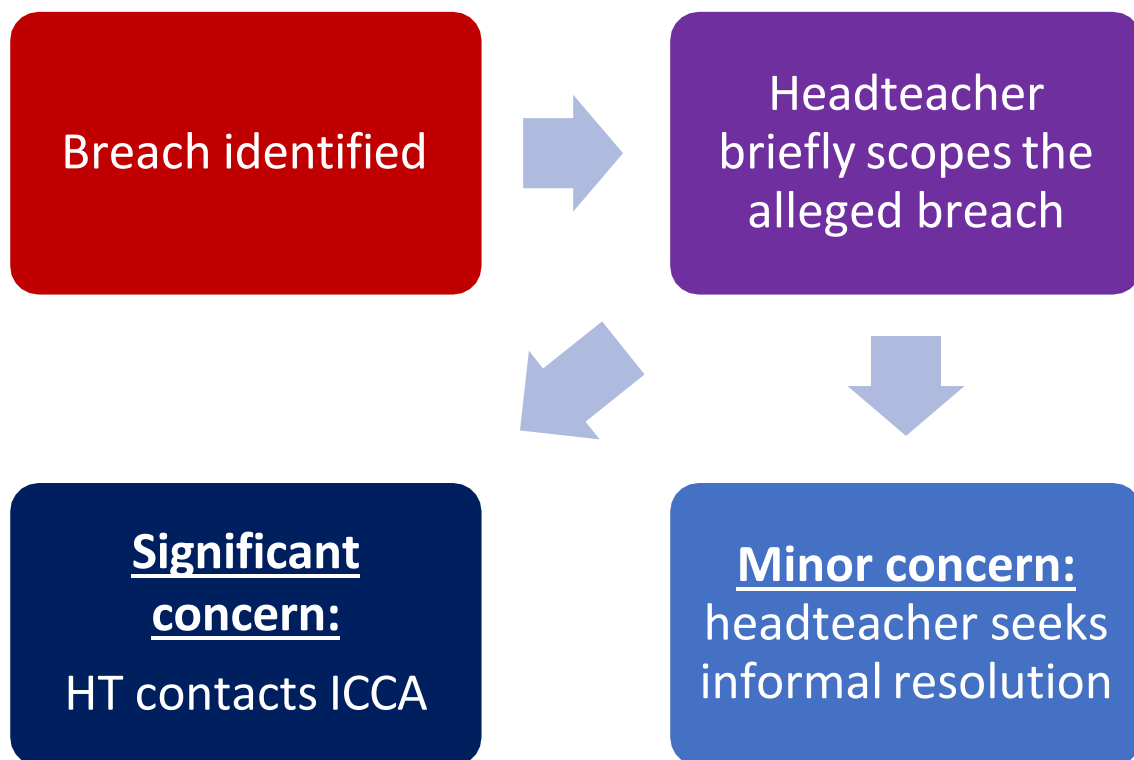 Breach identified
Headteacher
briefly scopes the
alleged breach
Significant
concern:
HT contacts ICCA
Minor concern:
headteacher seeks
informal resolution